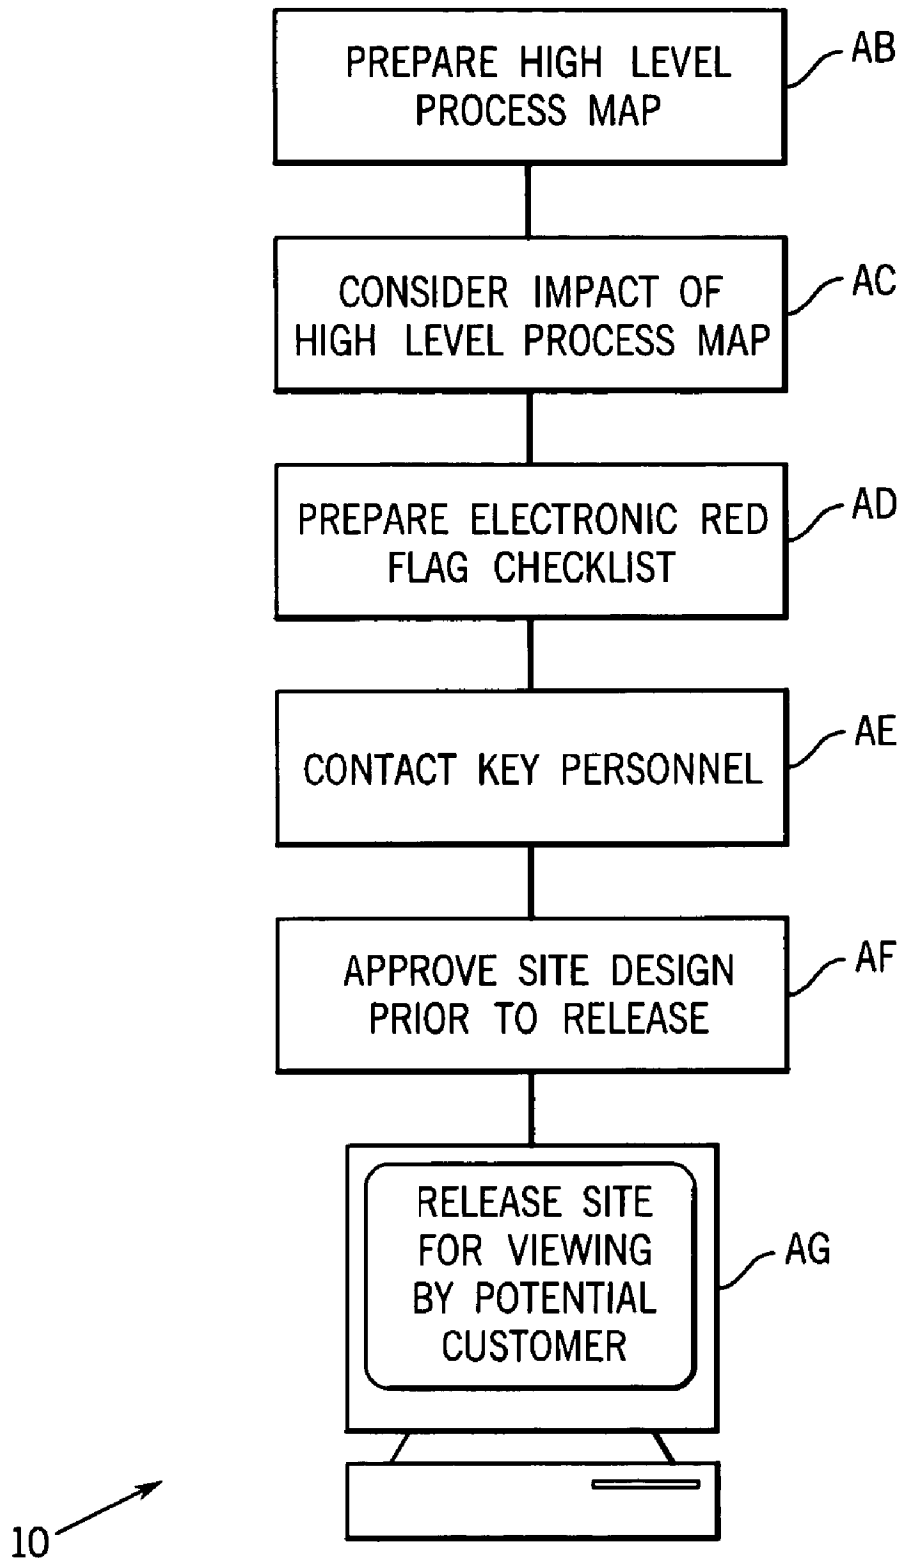 PREPARE HIGH LEVEL
PROCESS MAP
AB
CONSIDER IMPACT OF
HIGH LEVEL PROCESS MAP
AC
PREPARE ELECTRONIC RED
FLAG CHECKLIST
AD
CONTACT KEY PERSONNEL
AE
APPROVE SITE DESIGN
PRIOR TO RELEASE
AF
RELEASE SITE
FOR VIEWING
BY POTENTIAL
CUSTOMER
AG
10